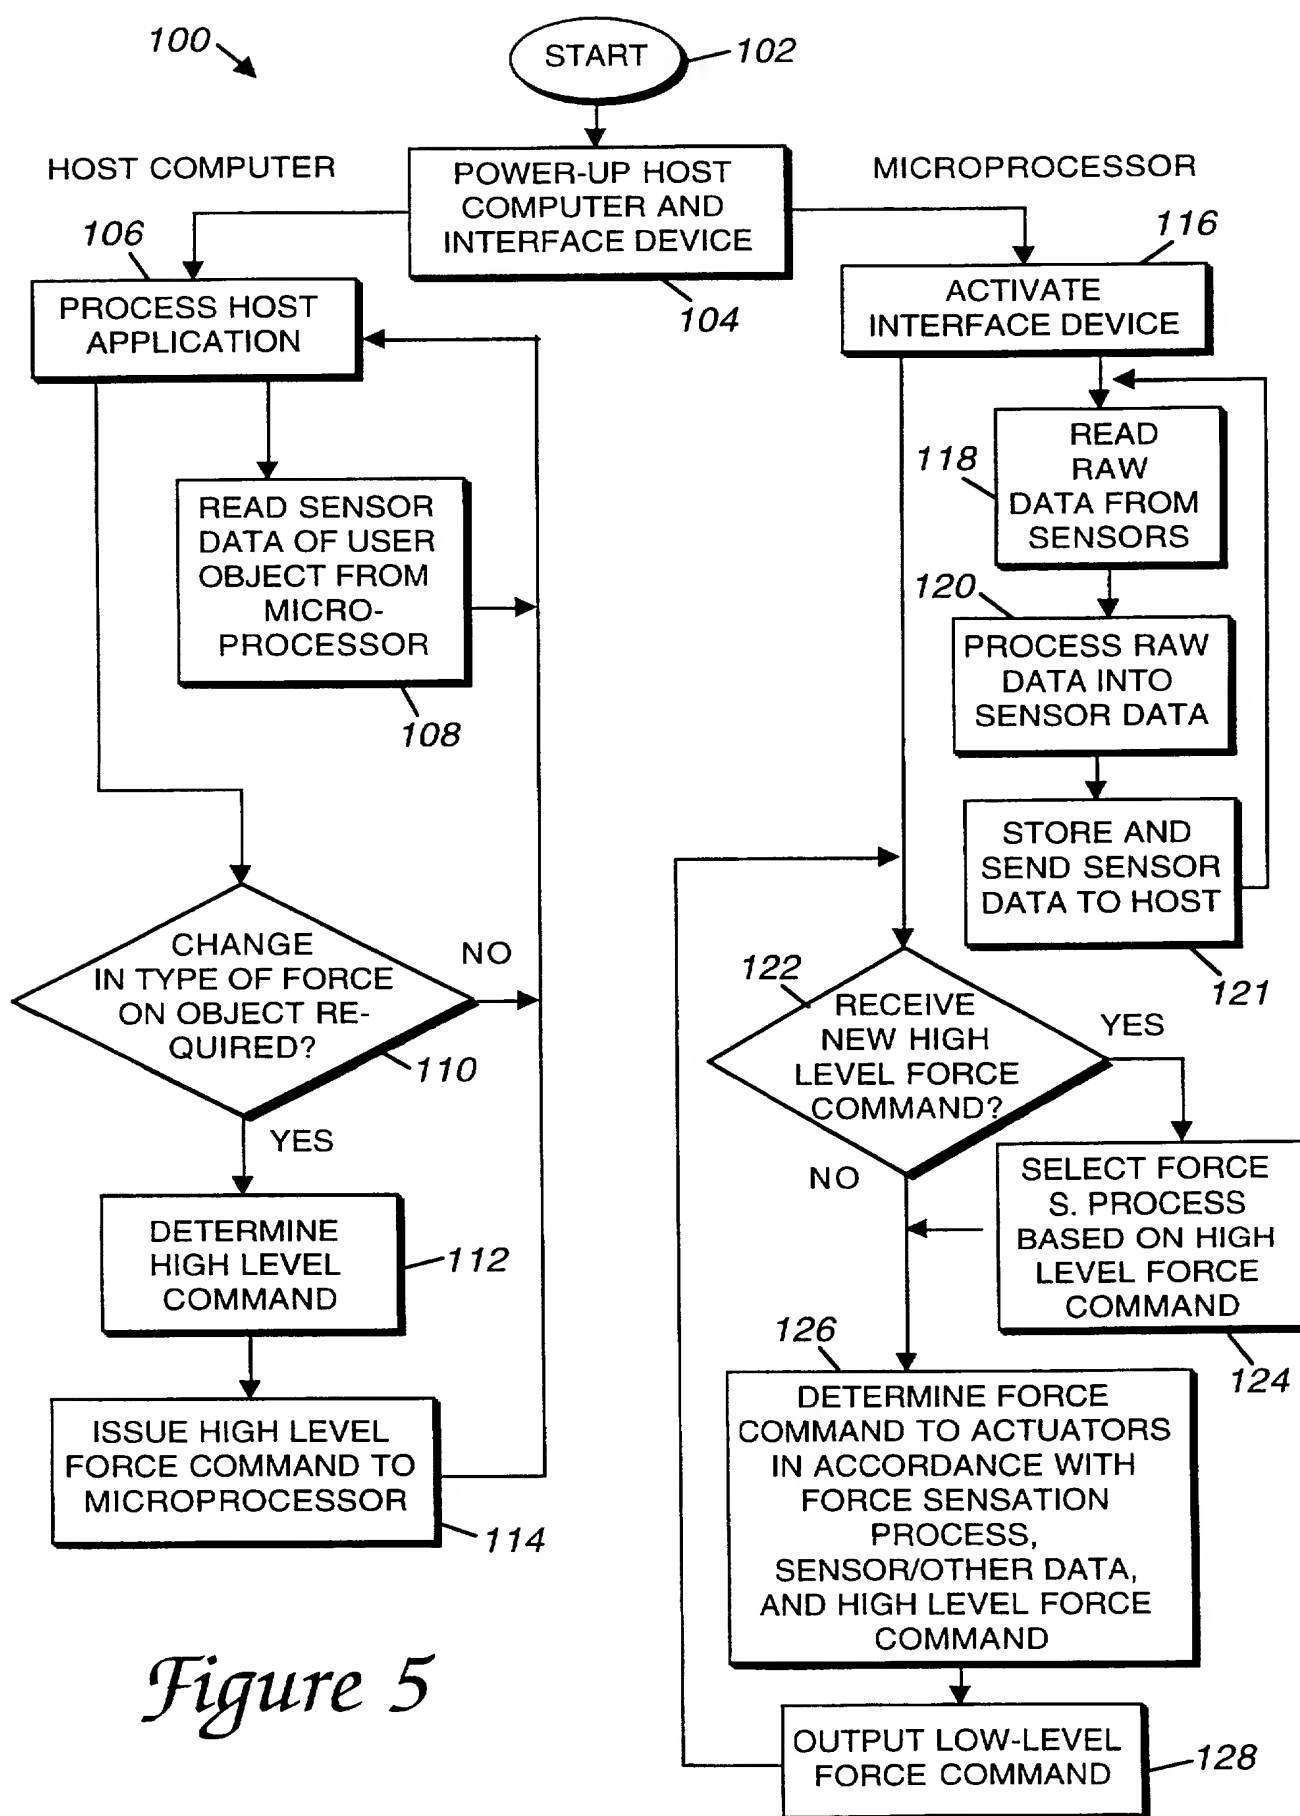 100
START
102
HOST COMPUTER
POWER-UP HOST
COMPUTER AND
INTERFACE DEVICE
104
MICROPROCESSOR
106
PROCESS HOST
APPLICATION
READ SENSOR
DATA OF USER
OBJECT FROM
MICRO-
PROCESSOR
108
CHANGE
IN TYPE OF FORCE
ON OBJECT RE-
QUIRED?
NO
110
YES
DETERMINE
HIGH LEVEL
COMMAND
112
ISSUE HIGH LEVEL
FORCE COMMAND TO
MICROPROCESSOR
114
116
ACTIVATE
INTERFACE DEVICE
118
READ
RAW
DATA FROM
SENSORS
120
PROCESS RAW
DATA INTO
SENSOR DATA
STORE AND
SEND SENSOR
DATA TO HOST
121
122
RECEIVE
NEW HIGH
LEVEL FORCE
COMMAND?
YES
NO
SELECT FORCE
S. PROCESS
BASED ON HIGH
LEVEL FORCE
COMMAND
124
126
DETERMINE FORCE
COMMAND TO ACTUATORS
IN ACCORDANCE WITH
FORCE SENSATION
PROCESS,
SENSOR/OTHER DATA,
AND HIGH LEVEL FORCE
COMMAND
OUTPUT LOW-LEVEL
FORCE COMMAND
128
Figure 5